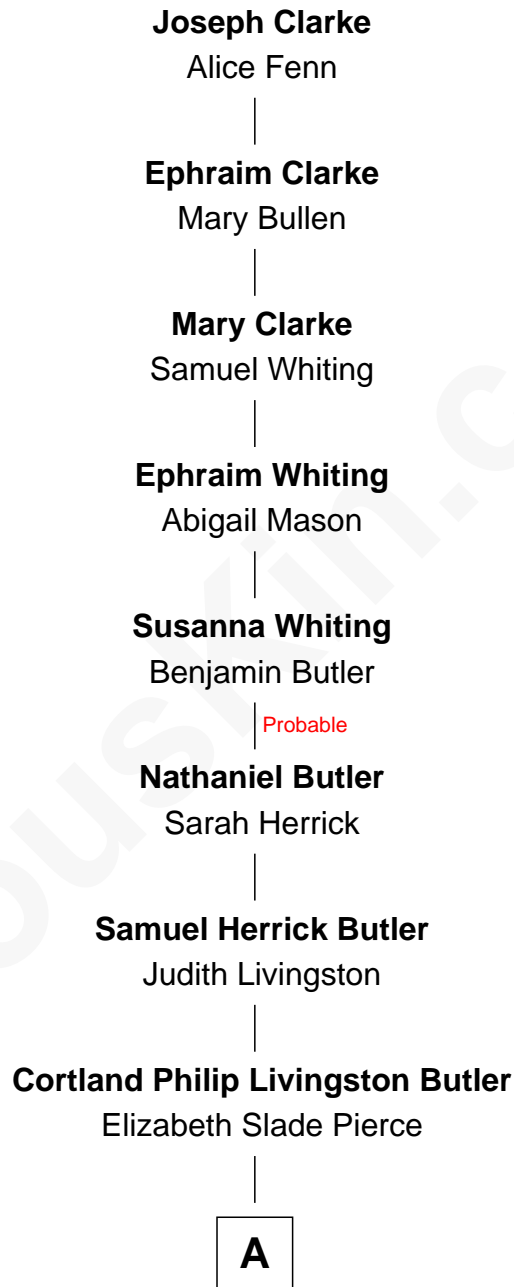 Joseph Clarke
Alice Fenn
Ephraim Clarke
Mary Bullen
Mary Clarke
Samuel Whiting
Ephraim Whiting
Abigail Mason
Susanna Whiting
Benjamin Butler
Probable
Nathaniel Butler
Sarah Herrick
Samuel Herrick Butler
Judith Livingston
Cortland Philip Livingston Butler
Elizabeth Slade Pierce
A